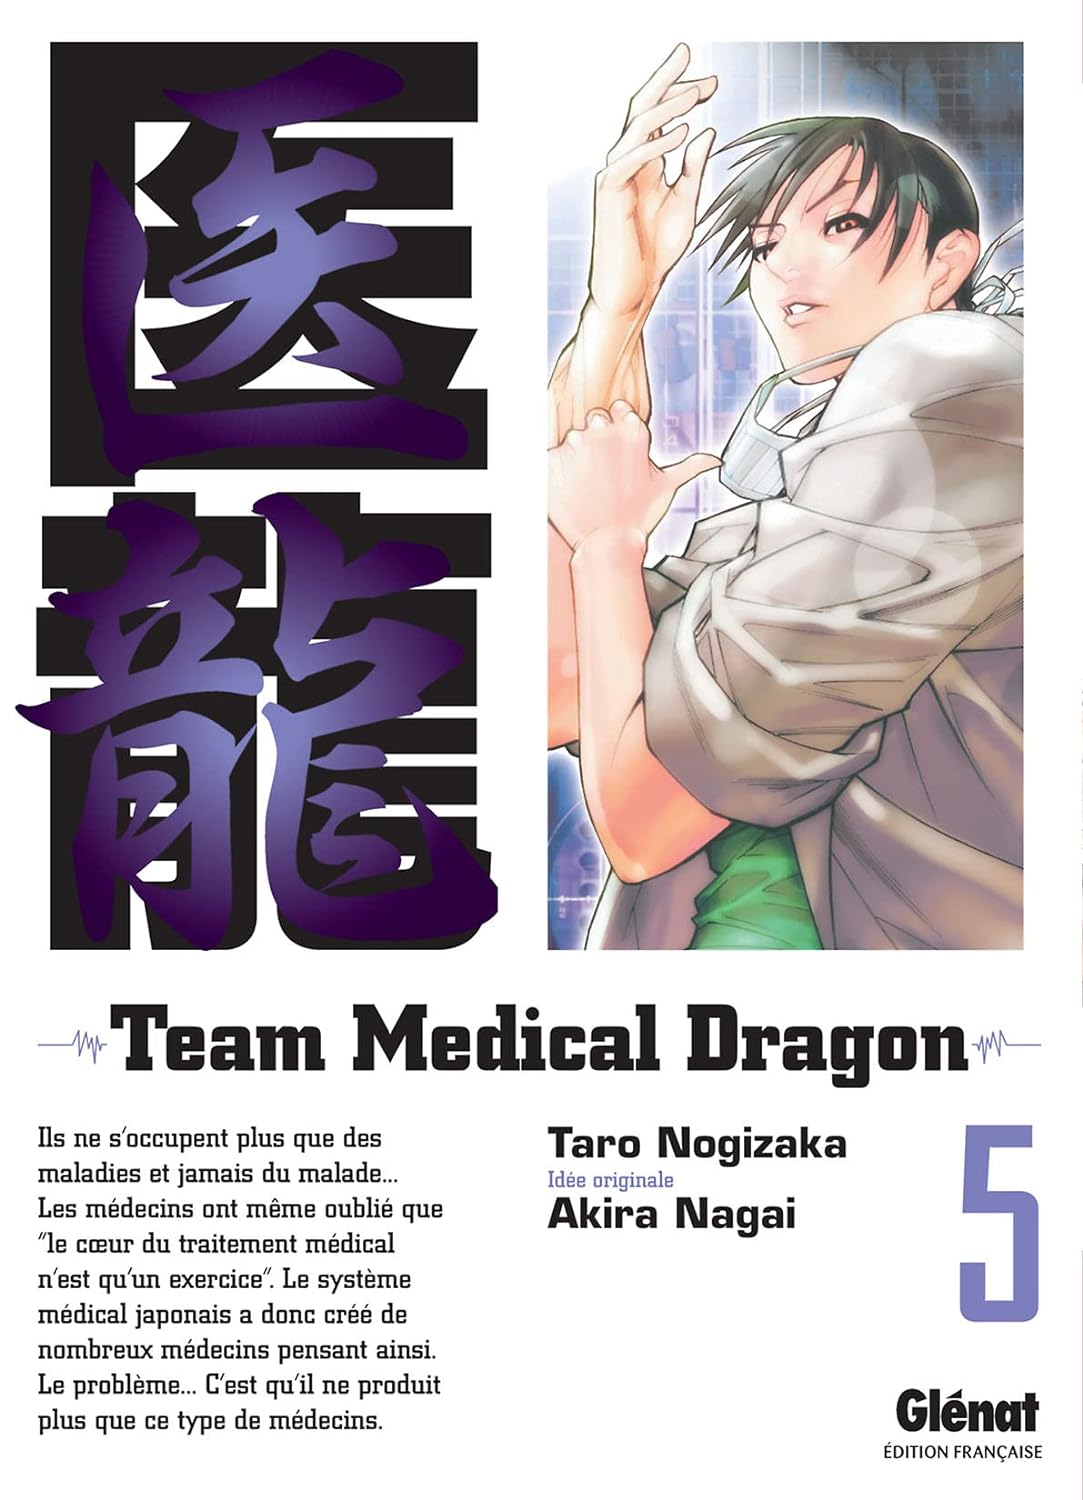 医龍
Team Medical Dragon
Ils ne s'occupent plus que des
maladies et jamais du malade...
Les médecins ont même oublié que
"le cœur du traitement médical
n'est qu'un exercice". Le système
médical japonais a donc créé de
nombreux médecins pensant ainsi.
Le problème... C'est qu'il ne produit
plus que ce type de médecins.
Taro Nogizaka
Idée originale
Akira Nagai
5
Glénat
ÉDITION FRANÇAISE